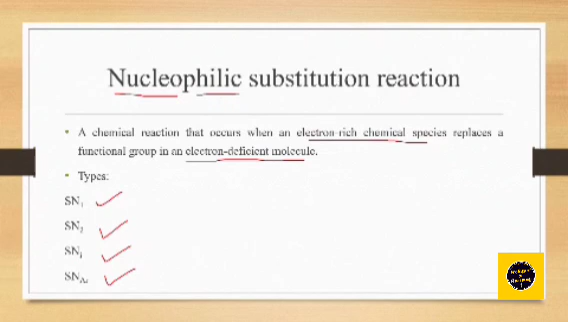 Nucleophilic substitution reaction
• A chemical reaction that occurs when an electron-rich chemical species replaces a
functional group in an electron-deficient molecule.
• Types:
SN₁
SN₂
SNᵢ
SN_Ar